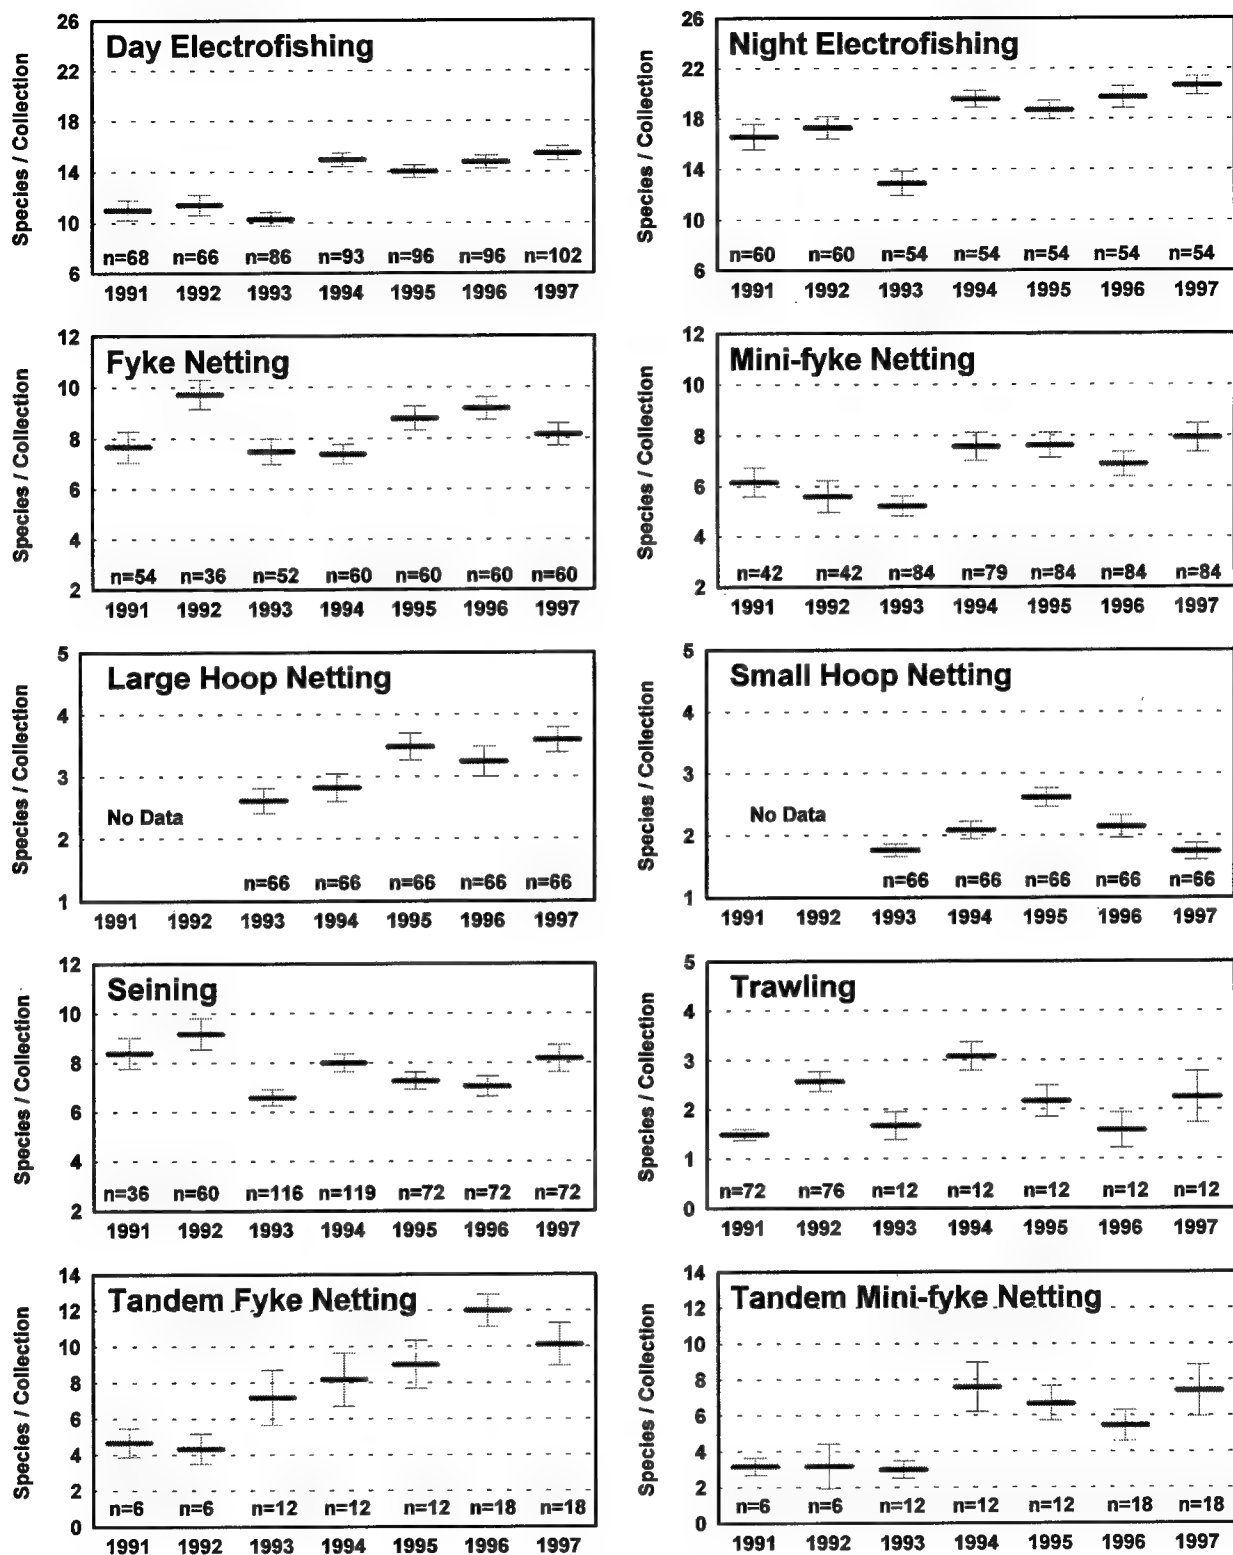 Day Electrofishing
Species / Collection
26
22
18
14
10
6
n=68 n=66 n=86 n=93 n=96 n=96 n=102
1991 1992 1993 1994 1995 1996 1997
Night Electrofishing
Species / Collection
26
22
18
14
10
6
n=60 n=60 n=54 n=54 n=54 n=54 n=54
1991 1992 1993 1994 1995 1996 1997
Fyke Netting
Species / Collection
12
10
8
6
4
2
n=54 n=36 n=52 n=60 n=60 n=60 n=60
1991 1992 1993 1994 1995 1996 1997
Mini-fyke Netting
Species / Collection
12
10
8
6
4
2
n=42 n=42 n=84 n=79 n=84 n=84 n=84
1991 1992 1993 1994 1995 1996 1997
Large Hoop Netting
Species / Collection
5
4
3
2
1
No Data
n=66 n=66 n=66 n=66 n=66
1991 1992 1993 1994 1995 1996 1997
Small Hoop Netting
Species / Collection
5
4
3
2
1
No Data
n=66 n=66 n=66 n=66 n=66
1991 1992 1993 1994 1995 1996 1997
Seining
Species / Collection
12
10
8
6
4
2
n=36 n=60 n=116 n=119 n=72 n=72 n=72
1991 1992 1993 1994 1995 1996 1997
Trawling
Species / Collection
5
4
3
2
1
0
n=72 n=76 n=12 n=12 n=12 n=12 n=12
1991 1992 1993 1994 1995 1996 1997
Tandem Fyke Netting
Species / Collection
14
12
10
8
6
4
2
0
n=6 n=6 n=12 n=12 n=12 n=18 n=18
1991 1992 1993 1994 1995 1996 1997
Tandem Mini-fyke Netting
Species / Collection
14
12
10
8
6
4
2
0
n=6 n=6 n=12 n=12 n=12 n=18 n=18
1991 1992 1993 1994 1995 1996 1997